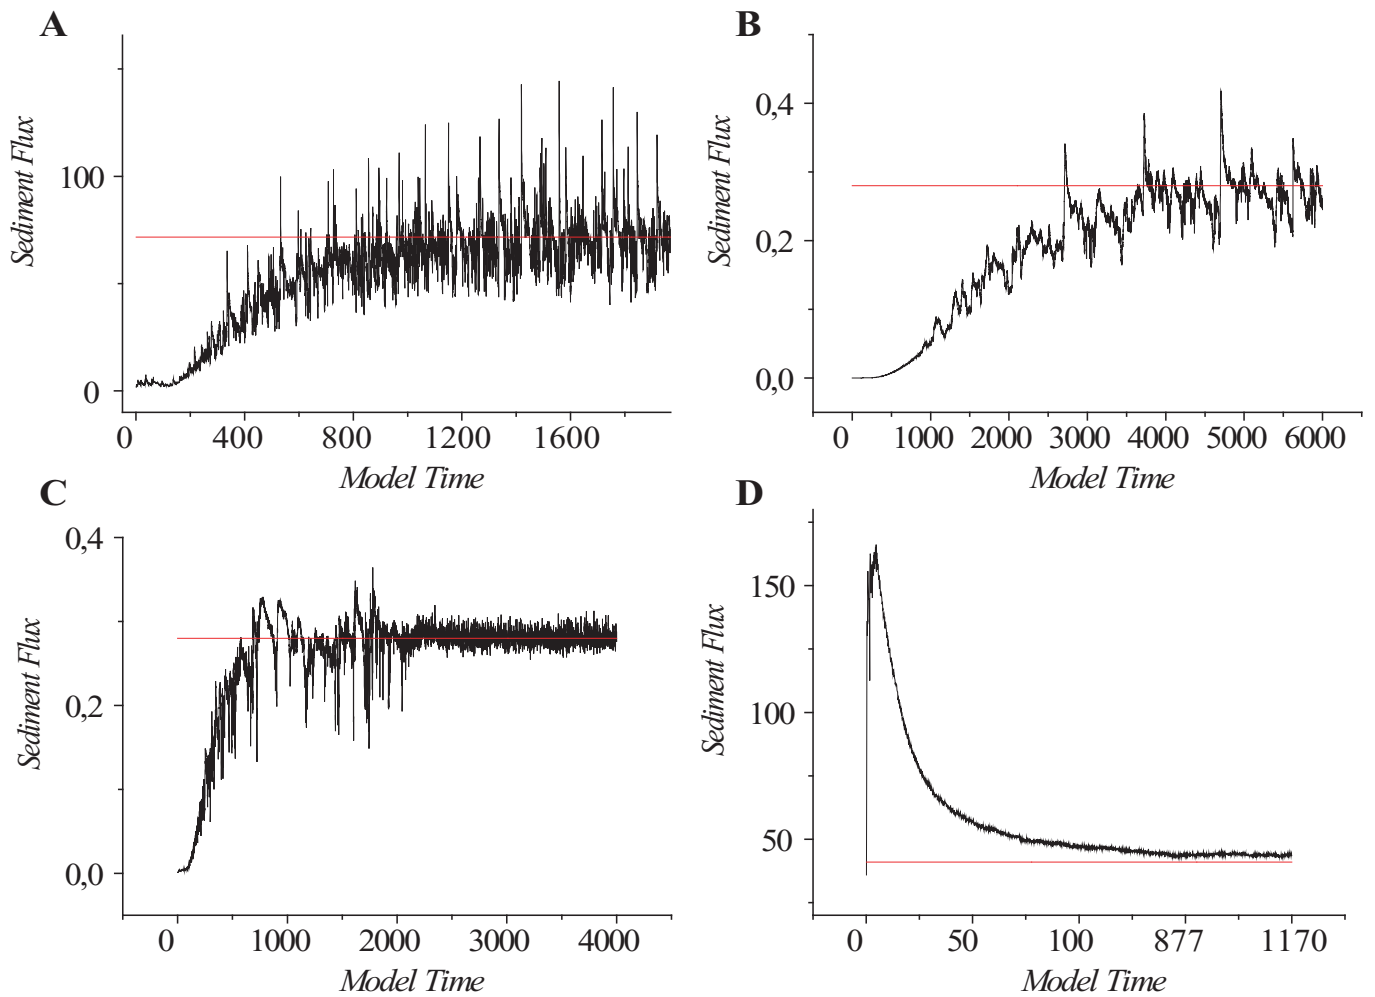 A
Sediment Flux
100
0
0 400 800 1200 1600
Model Time
B
Sediment Flux
0,4
0,2
0,0
0 1000 2000 3000 4000 5000 6000
Model Time
C
Sediment Flux
0,4
0,2
0,0
0 1000 2000 3000 4000
Model Time
D
Sediment Flux
150
100
50
0 50 100 877 1170
Model Time